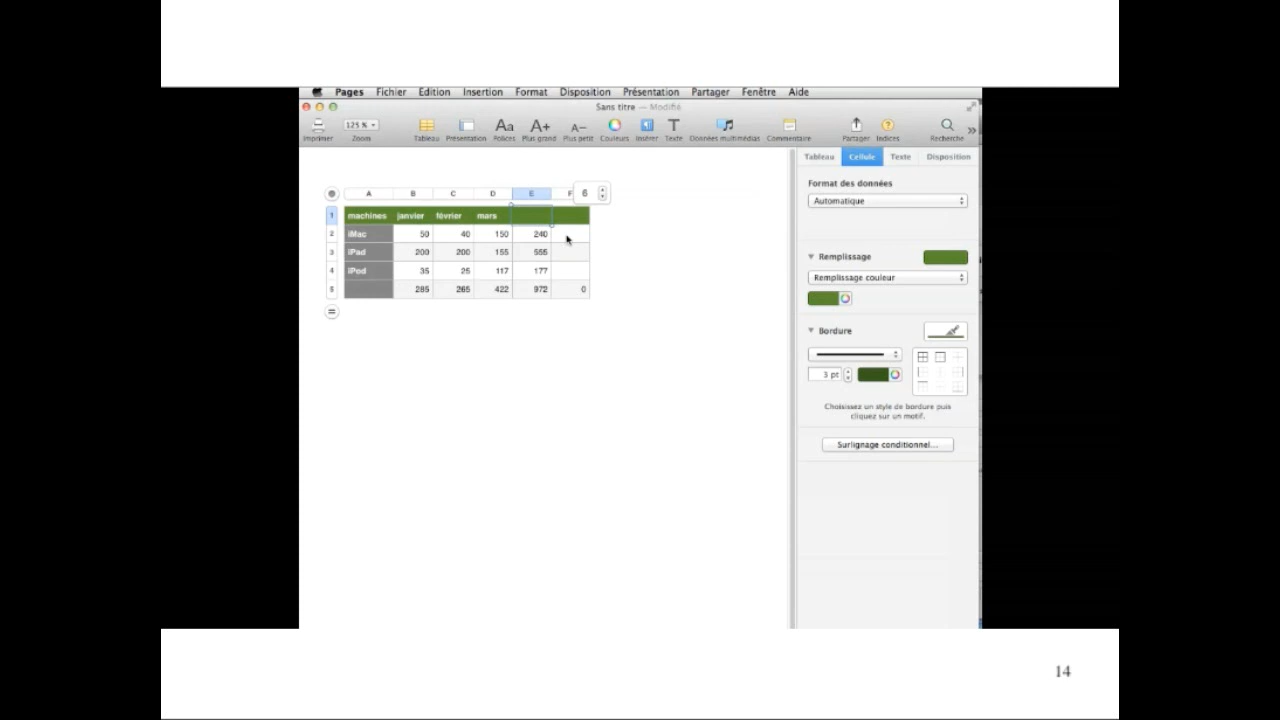 Pages Fichier Edition Insertion Format Disposition Présentation Partager Fenêtre Aide
Sans titre — Modifié
125 %
Imprimer Zoom Tableau Présentation Polices Plus grand Plus petit Couleurs Insérer Texte Données multimédias Commentaire Partager Indices Recherche
Tableau Cellule Texte Disposition
Format des données
Automatique
A B C D E F 6
1 machines janvier février mars
2 iMac 50 40 150 240
3 iPad 200 200 155 555
4 iPod 35 25 117 177
5 285 265 422 972 0
Remplissage
Remplissage couleur
Bordure
3 pt
Choisissez un style de bordure puis
cliquez sur un motif.
Surlignage conditionnel...
14